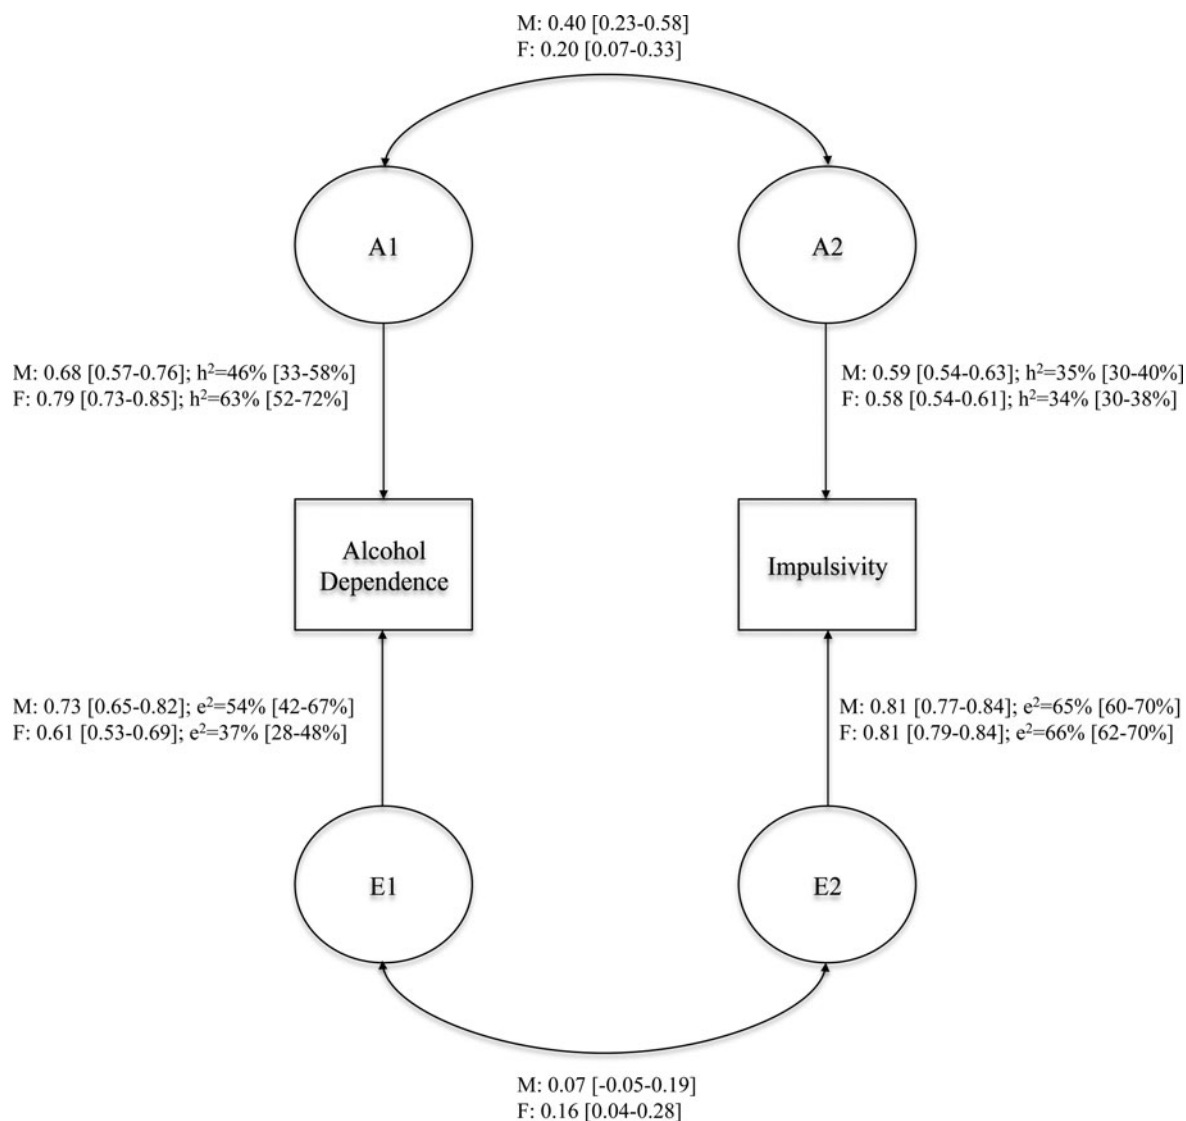 M: 0.40 [0.23-0.58]
F: 0.20 [0.07-0.33]
A1
A2
M: 0.68 [0.57-0.76]; h²=46% [33-58%]
F: 0.79 [0.73-0.85]; h²=63% [52-72%]
M: 0.59 [0.54-0.63]; h²=35% [30-40%]
F: 0.58 [0.54-0.61]; h²=34% [30-38%]
Alcohol
Dependence
Impulsivity
M: 0.73 [0.65-0.82]; e²=54% [42-67%]
F: 0.61 [0.53-0.69]; e²=37% [28-48%]
M: 0.81 [0.77-0.84]; e²=65% [60-70%]
F: 0.81 [0.79-0.84]; e²=66% [62-70%]
E1
E2
M: 0.07 [-0.05-0.19]
F: 0.16 [0.04-0.28]